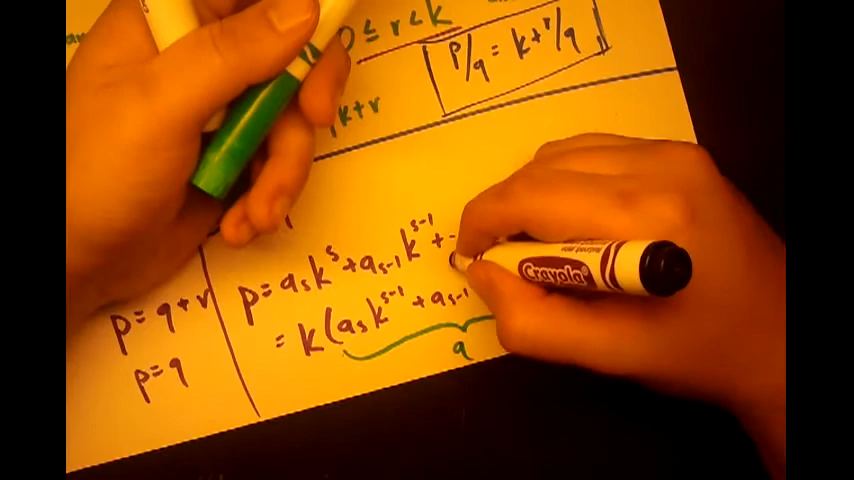 0 ≤ r < k
p/q = k + r/q
k+r
p = q + r
p = q
p = a_s k^s + a_{s-1} k^{s-1} +
= k(a_s k^{s-1} + a_{s-1}
q
Crayola